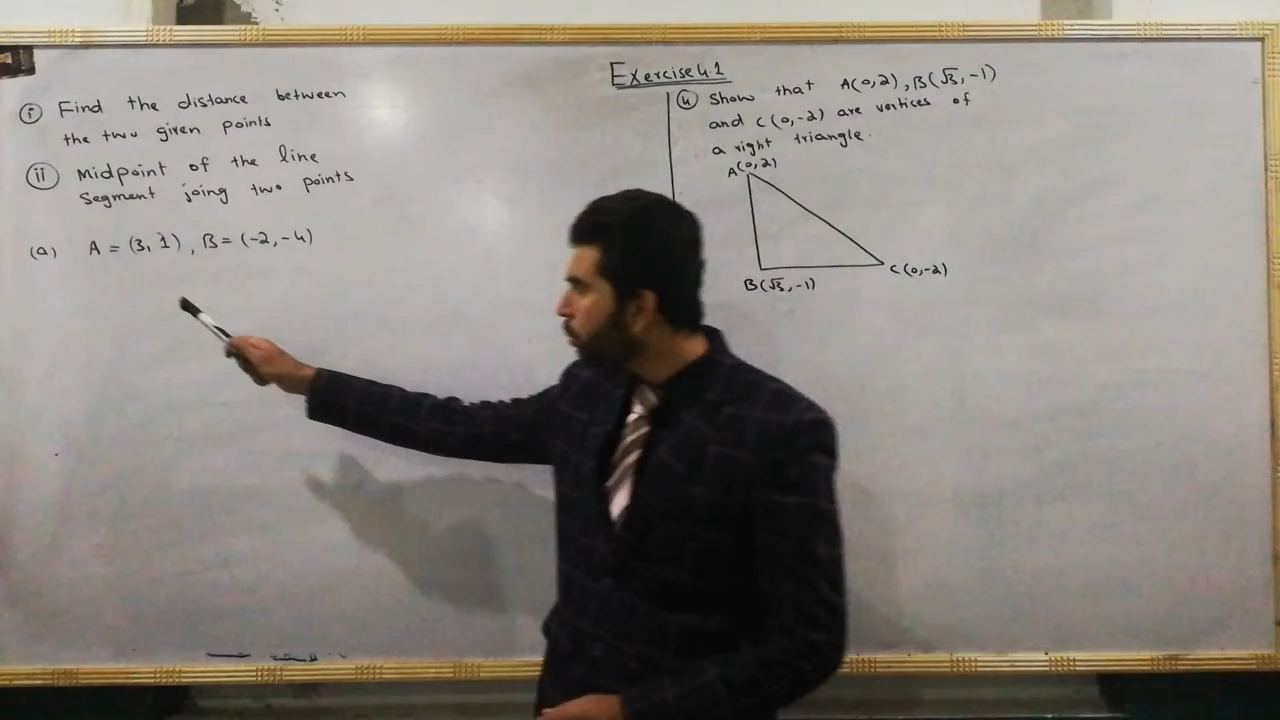 Exercise 4.1
(i) Find the distance between
the two given points
(ii) Midpoint of the line
Segment joing two points
(a) A = (3, 1), B = (-2, -4)
(4) Show that A(0,2), B(√3, -1)
and C(0,-2) are vertices of
a right triangle.
A(0,2)
B(√3, -1)
C(0,-2)